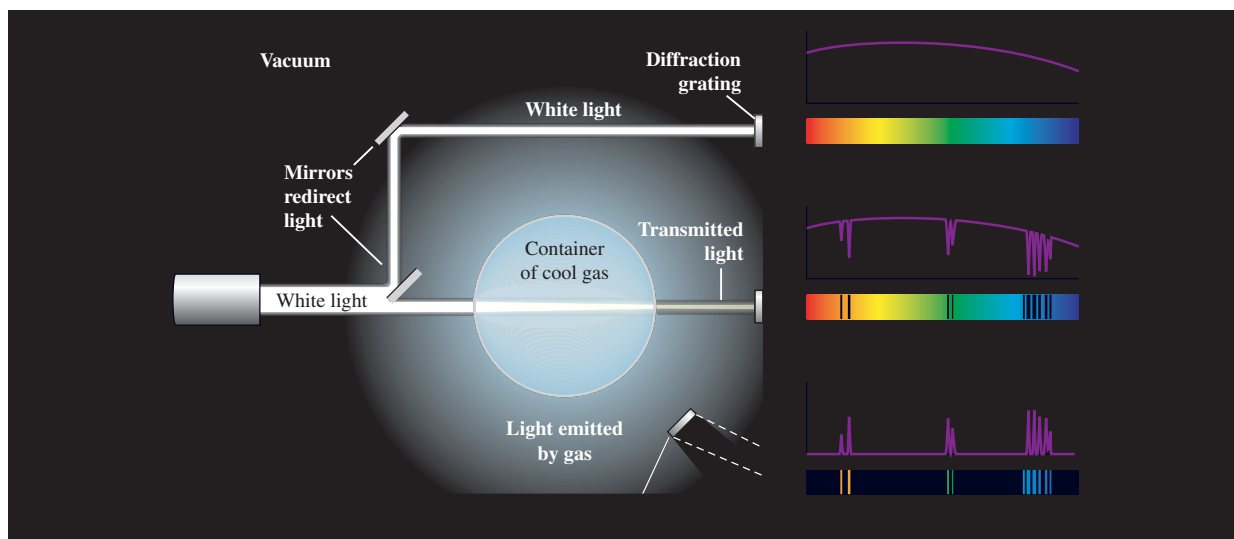 Vacuum
Diffraction
grating
White light
Mirrors
redirect
light
Container
of cool gas
Transmitted
light
White light
Light emitted
by gas